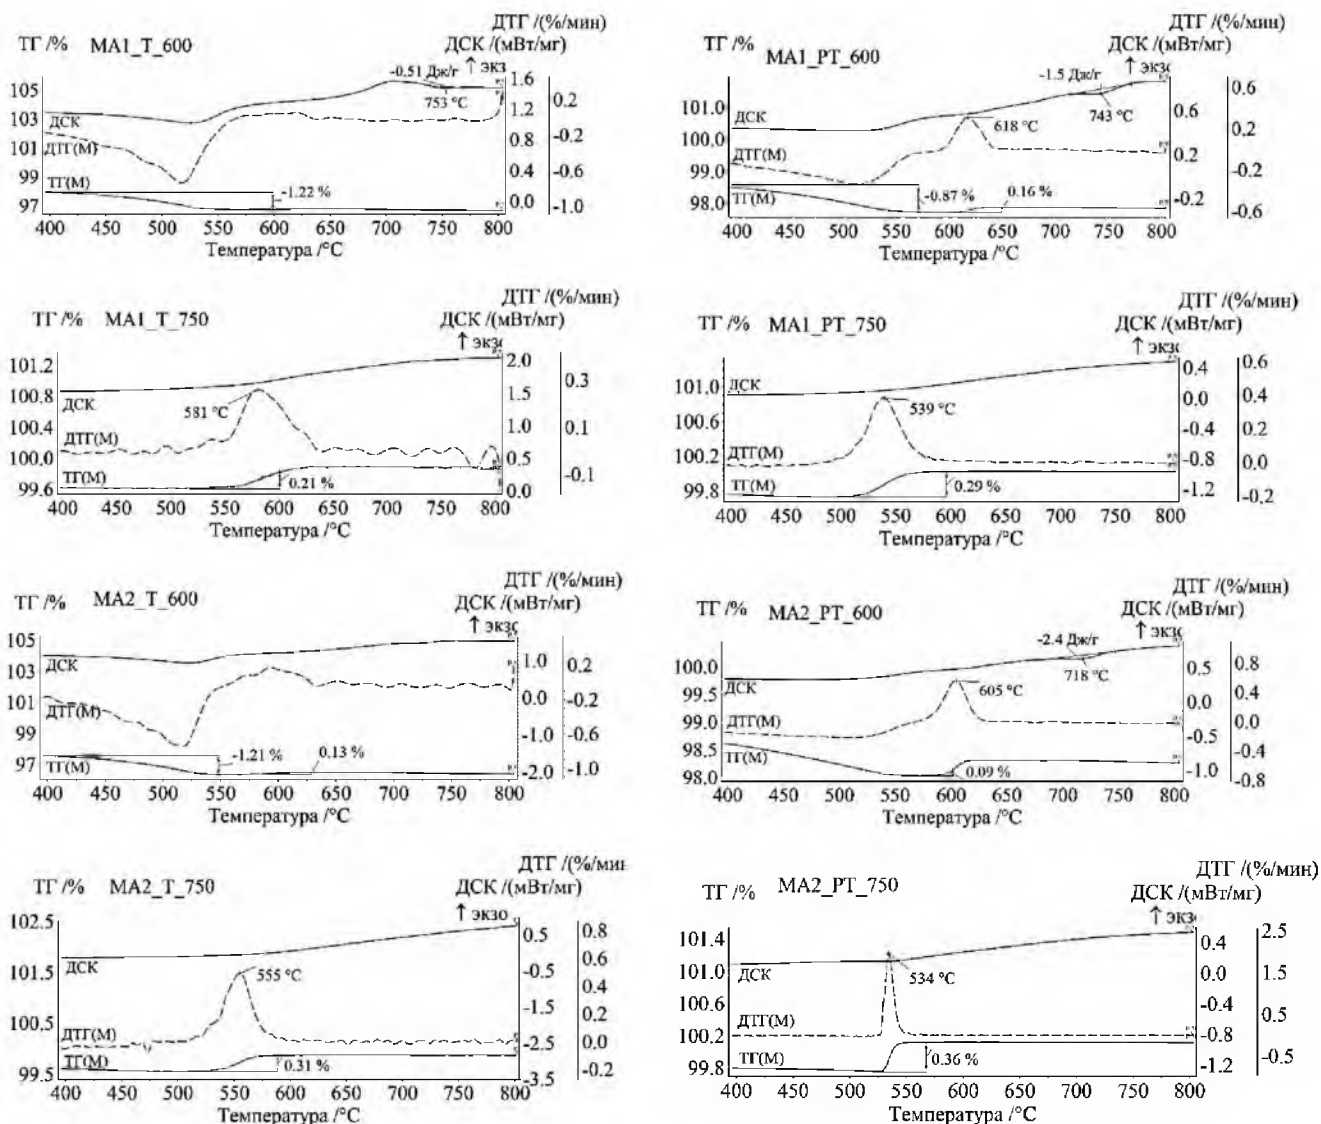 ДТГ /(%/мин)
ТГ /% MA1_T_600 ДСК /(мВт/мг)
↑ экзо
105 103 101 99 97
1.6 1.2 0.8 0.4 0.0
0.2 -0.2 -0.6 -1.0
-0.51 Дж/г
753 °C
ДСК
ДТГ(М)
ТГ(М)
-1.22 %
400 450 500 550 600 650 700 750 800
Температура /°C
ДТГ /(%/мин)
ТГ /% MA1_PT_600 ДСК /(мВт/мг)
↑ экзо
101.0 100.0 99.0 98.0
0.6 0.2 -0.2
0.6 0.2 -0.2 -0.6
-1.5 Дж/г
743 °C
618 °C
ДСК
ДТГ(М)
ТГ(М)
-0.87 %
0.16 %
400 450 500 550 600 650 700 750 800
Температура /°C
ДТГ /(%/мин)
ТГ /% MA1_T_750 ДСК /(мВт/мг)
↑ экзо
101.2 100.8 100.4 100.0 99.6
2.0 1.5 1.0 0.5 0.0
0.3 0.1 -0.1
ДСК
581 °C
ДТГ(М)
ТГ(М)
0.21 %
400 450 500 550 600 650 700 750 800
Температура /°C
ДТГ /(%/мин)
ТГ /% MA1_PT_750 ДСК /(мВт/мг)
↑ экзо
101.0 100.6 100.2 99.8
0.4 0.0 -0.4 -0.8 -1.2
0.6 0.4 0.2 0.0 -0.2
ДСК
539 °C
ДТГ(М)
ТГ(М)
0.29 %
400 450 500 550 600 650 700 750 800
Температура /°C
ДТГ /(%/мин)
ТГ /% MA2_T_600 ДСК /(мВт/мг)
↑ экзо
105 103 101 99 97
1.0 0.0 -1.0 -2.0
0.2 -0.2 -0.6 -1.0
ДСК
ДТГ(М)
ТГ(М)
-1.21 %
0.13 %
400 450 500 550 600 650 700 750 800
Температура /°C
ДТГ /(%/мин)
ТГ /% MA2_PT_600 ДСК /(мВт/мг)
↑ экзо
100.0 99.5 99.0 98.5 98.0
0.5 0.0 -0.5 -1.0
0.8 0.4 0.0 -0.4 -0.8
-2.4 Дж/г
718 °C
605 °C
ДСК
ДТГ(М)
ТГ(М)
0.09 %
400 450 500 550 600 650 700 750 800
Температура /°C
ДТГ /(%/мин
ТГ /% MA2_T_750 ДСК /(мВт/мг)
↑ экзо
102.5 101.5 100.5 99.5
0.5 -0.5 -1.5 -2.5 -3.5
0.8 0.6 0.4 0.2 0.0 -0.2
ДСК
555 °C
ДТГ(М)
ТГ(М)
0.31 %
400 450 500 550 600 650 700 750 800
Температура /°C
ДТГ /(%/мин)
ТГ /% MA2_PT_750 ДСК /(мВт/мг)
↑ экзо
101.4 101.0 100.6 100.2 99.8
0.4 0.0 -0.4 -0.8 -1.2
2.5 1.5 0.5 -0.5
ДСК
534 °C
ДТГ(М)
ТГ(М)
0.36 %
400 450 500 550 600 650 700 750 800
Температура /°C